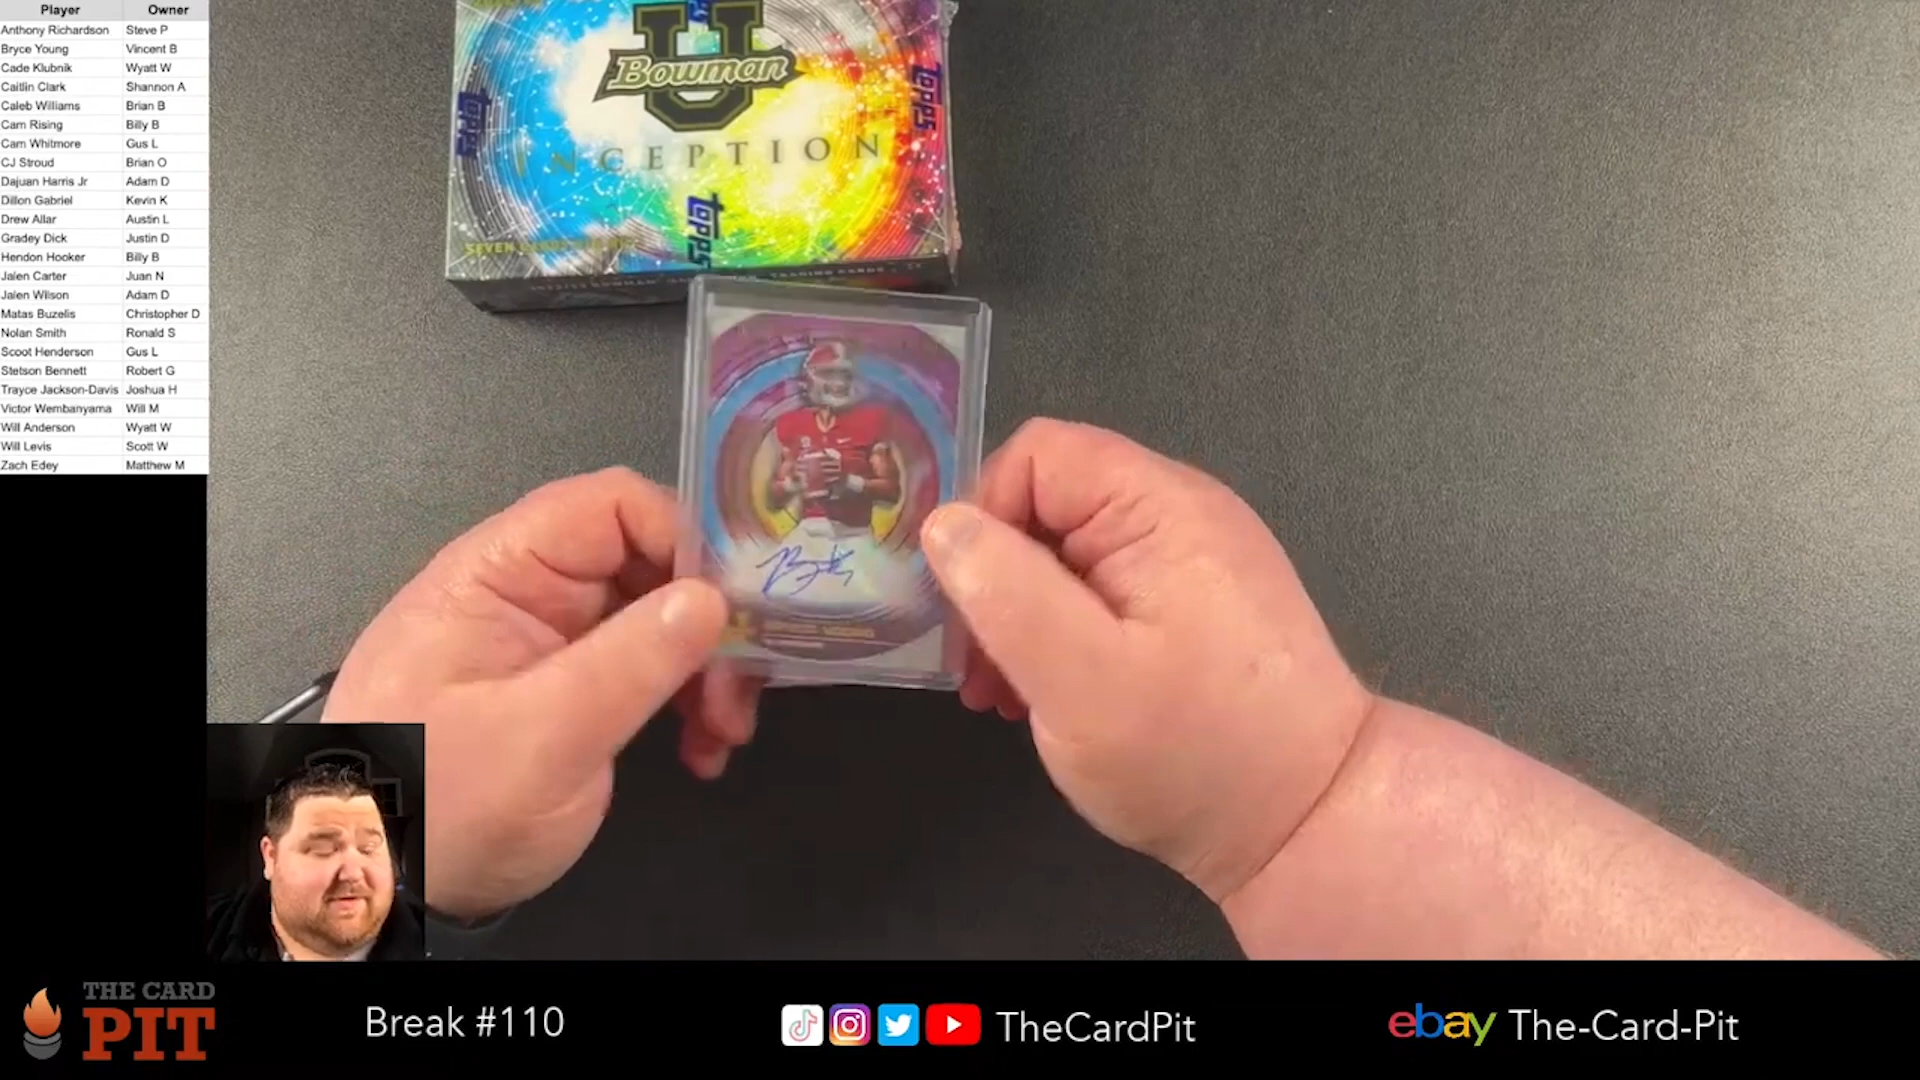 Player Owner
Anthony Richardson Steve P
Bryce Young Vincent B
Cade Klubnik Wyatt W
Caitlin Clark Shannon A
Caleb Williams Brian B
Cam Rising Billy B
Cam Whitmore Gus L
CJ Stroud Brian O
Dajuan Harris Jr Adam D
Dillon Gabriel Kevin K
Drew Allar Austin L
Gradey Dick Justin D
Hendon Hooker Billy B
Jalen Carter Juan N
Jalen Wilson Adam D
Matas Buzelis Christopher D
Nolan Smith Ronald S
Scoot Henderson Gus L
Stetson Bennett Robert G
Trayce Jackson-Davis Joshua H
Victor Wembanyama Will M
Will Anderson Wyatt W
Will Levis Scott W
Zach Edey Matthew M
U
Bowman
INCEPTION
topps
topps
topps
SEVEN
THE CARD
PIT
Break #110
TheCardPit
ebay The-Card-Pit